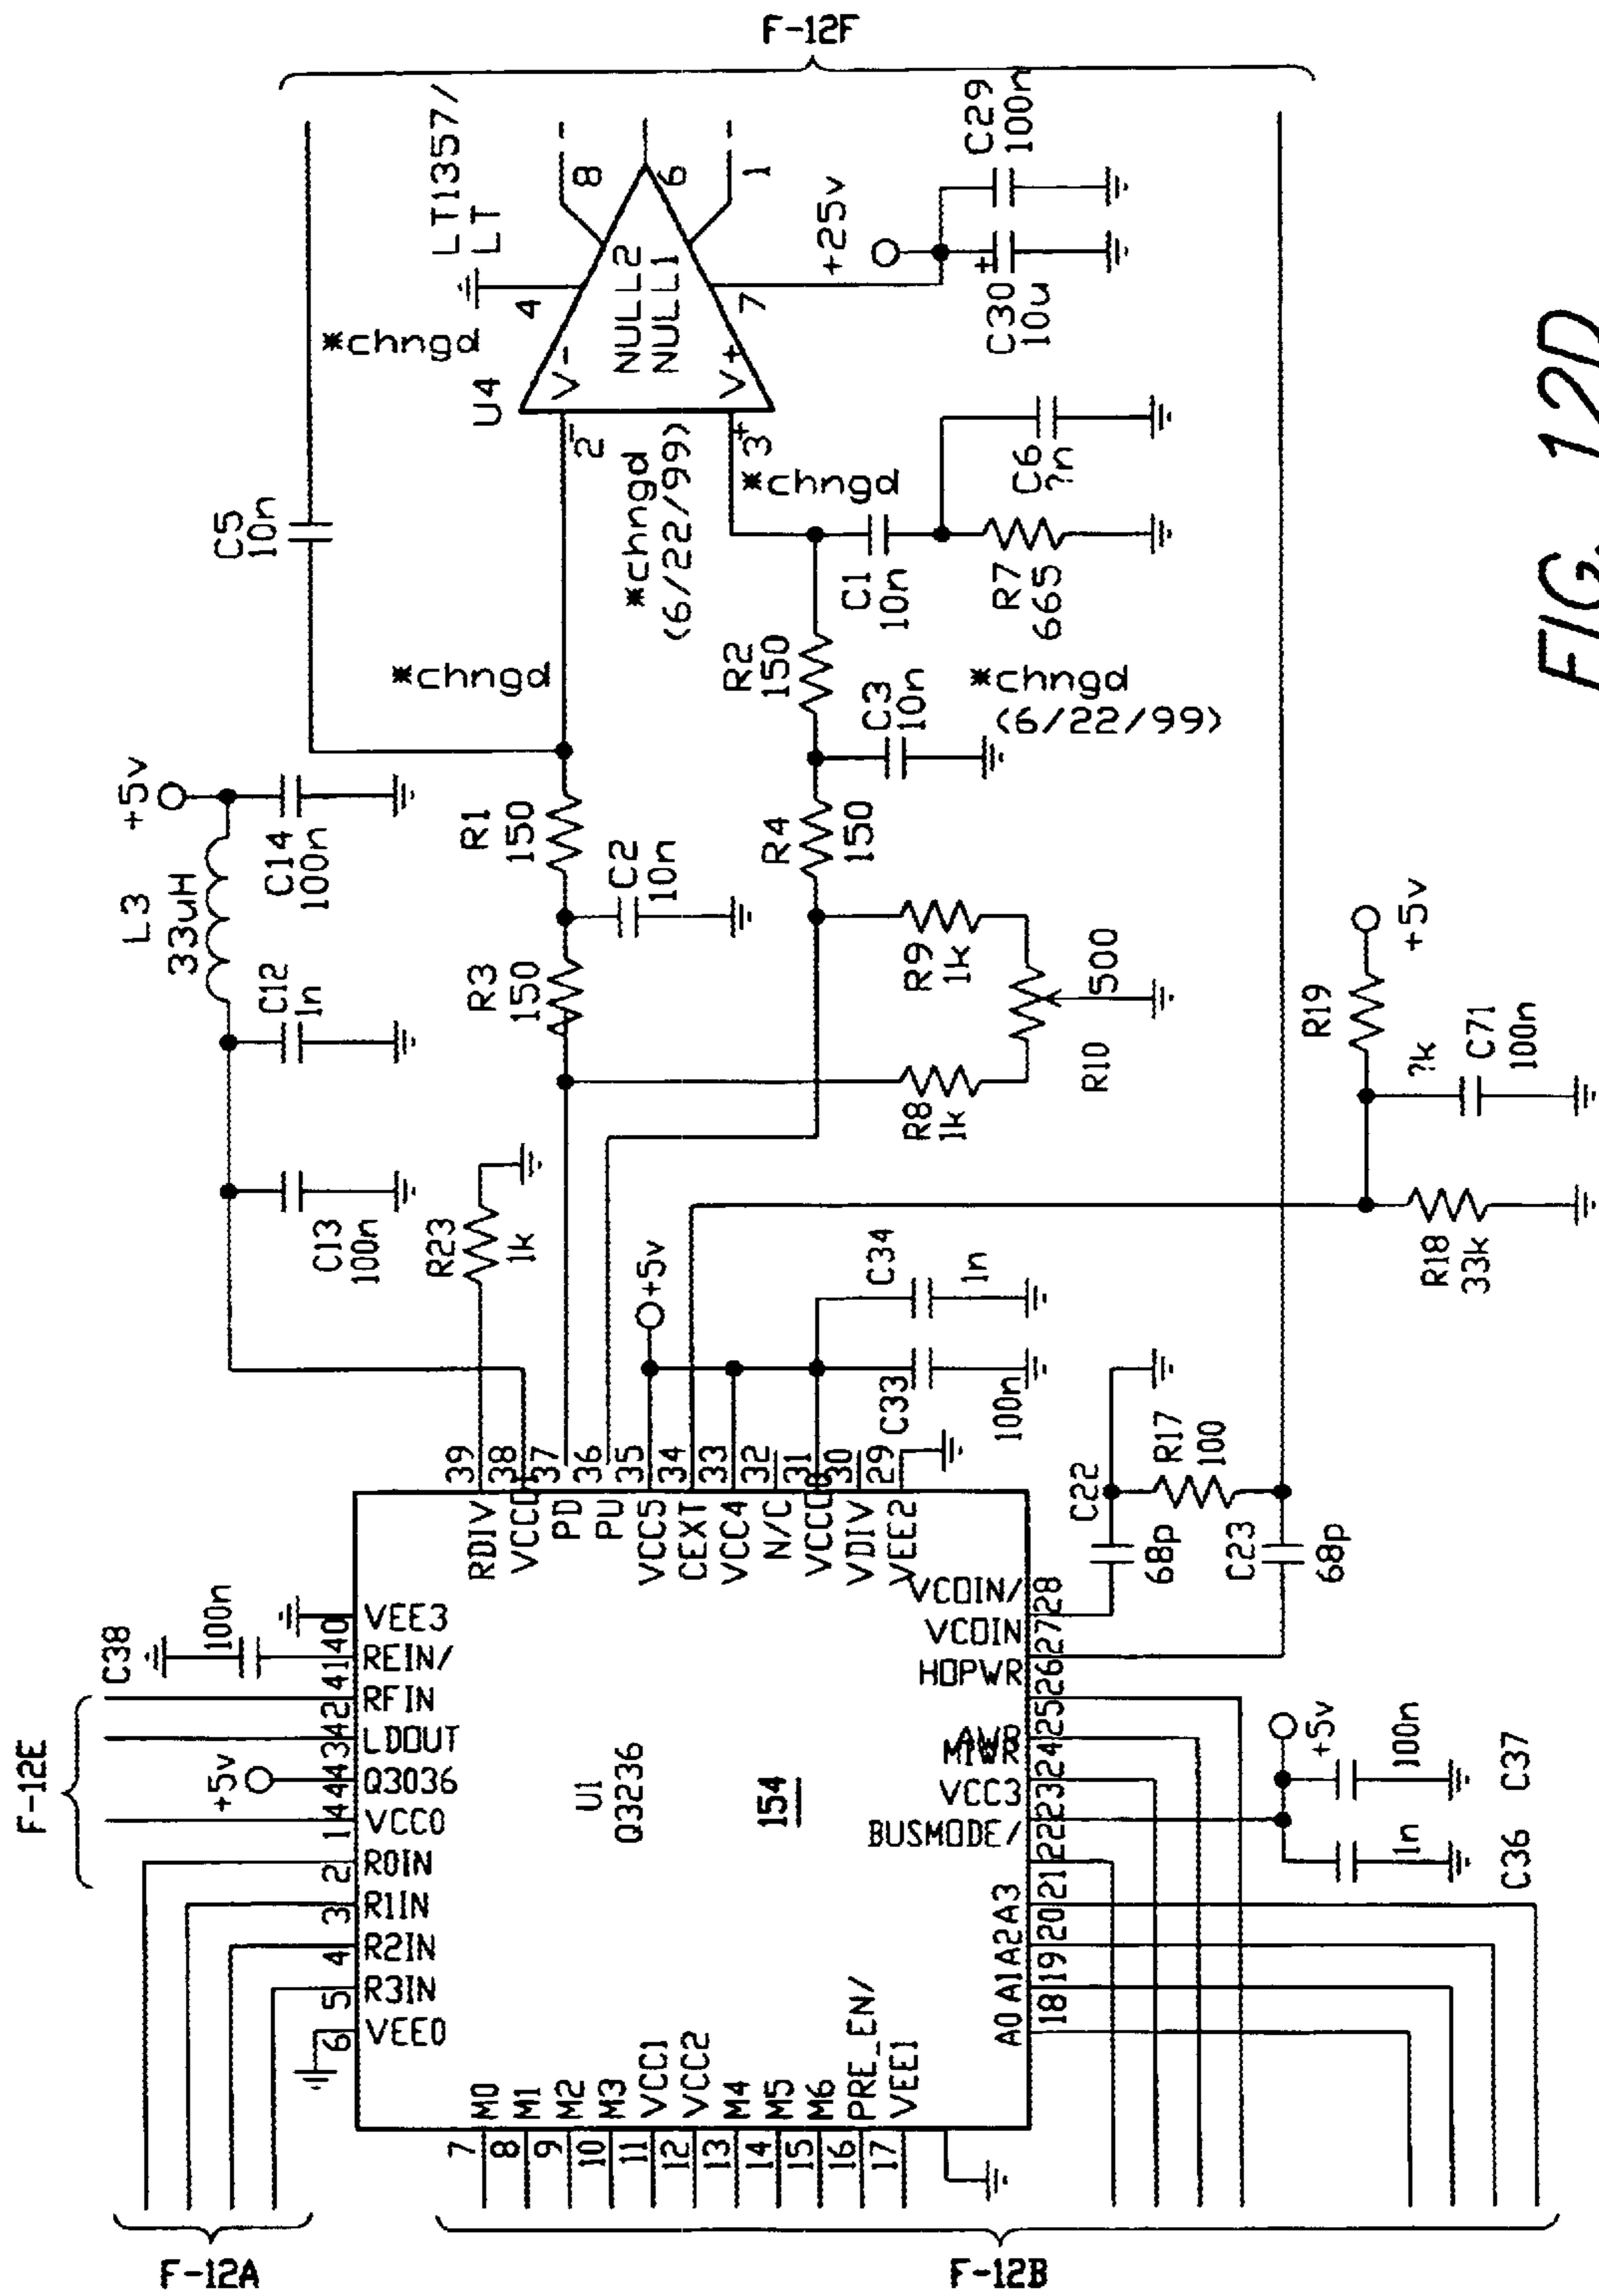 F-12F
LT1357/
LT
8
6
1
4
7
NULL2
NULL1
V-
V+
U4
2
-
3
+
*chngd
*chngd
(6/22/99)
*chngd
*chngd
*chngd
(6/22/99)
+25v
C29
100n
C30
10u
+
C6
?n
C5
10n
C1
10n
R7
665
R2
150
C3
10n
R4
150
R1
150
C2
10n
R3
150
+5v
L3
33uH
C14
100n
C12
1n
C13
100n
R23
1k
R9
1k
R8
1k
500
R10
+5v
R19
?k
C71
100n
R18
33k
+5v
C34
1n
C33
100n
39
38
37
36
35
34
33
32
31
30
29
RDIV
VCCD
PD
PU
VCC5
CEXT
VCC4
N/C
VDIV
VEE2
C22
68p
R17
100
C23
68p
VCOIN/
VCOIN
HOPWR
AWR
M1WR
VCC3
BUSMODE/
A3
A2
A1
A0
28
27
26
25
24
23
22
21
20
19
18
+5v
100n
C37
1n
C36
C38
100n
F-12E
+5v
VEE3
REIN/
RFIN
LDOUT
Q3036
VCC0
R0IN
R1IN
R2IN
R3IN
VEE0
40
41
42
43
44
1
2
3
4
5
6
U1
Q3236
154
M0
M1
M2
M3
VCC1
VCC2
M4
M5
M6
PRE_EN/
VEE1
7
8
9
10
11
12
13
14
15
16
17
F-12A
F-12B
FIG. 12D